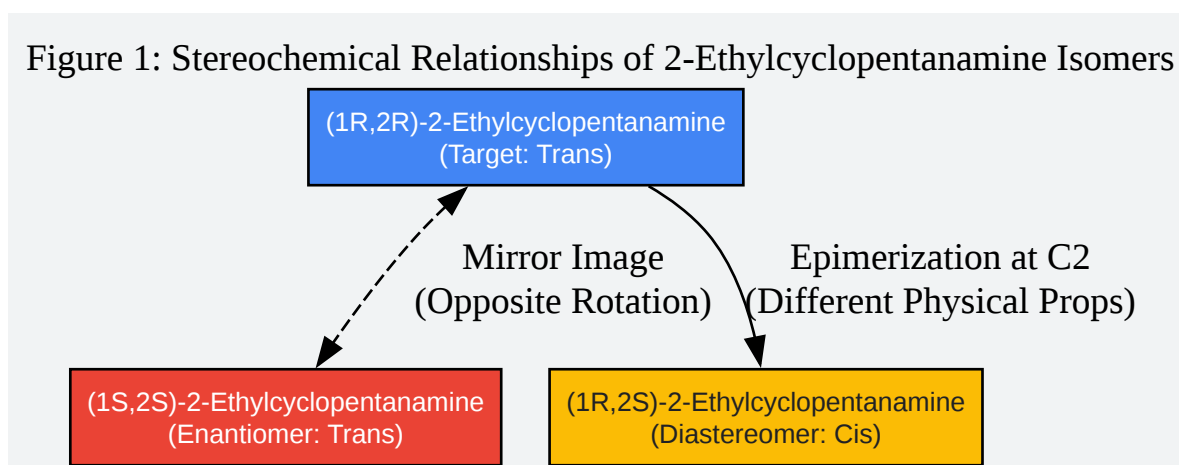 Figure 1: Stereochemical Relationships of 2-Ethylcyclopentanamine Isomers
(1R,2R)-2-Ethylcyclopentanamine
(Target: Trans)
Mirror Image
(Opposite Rotation)
Epimerization at C2
(Different Physical Props)
(1S,2S)-2-Ethylcyclopentanamine
(Enantiomer: Trans)
(1R,2S)-2-Ethylcyclopentanamine
(Diastereomer: Cis)